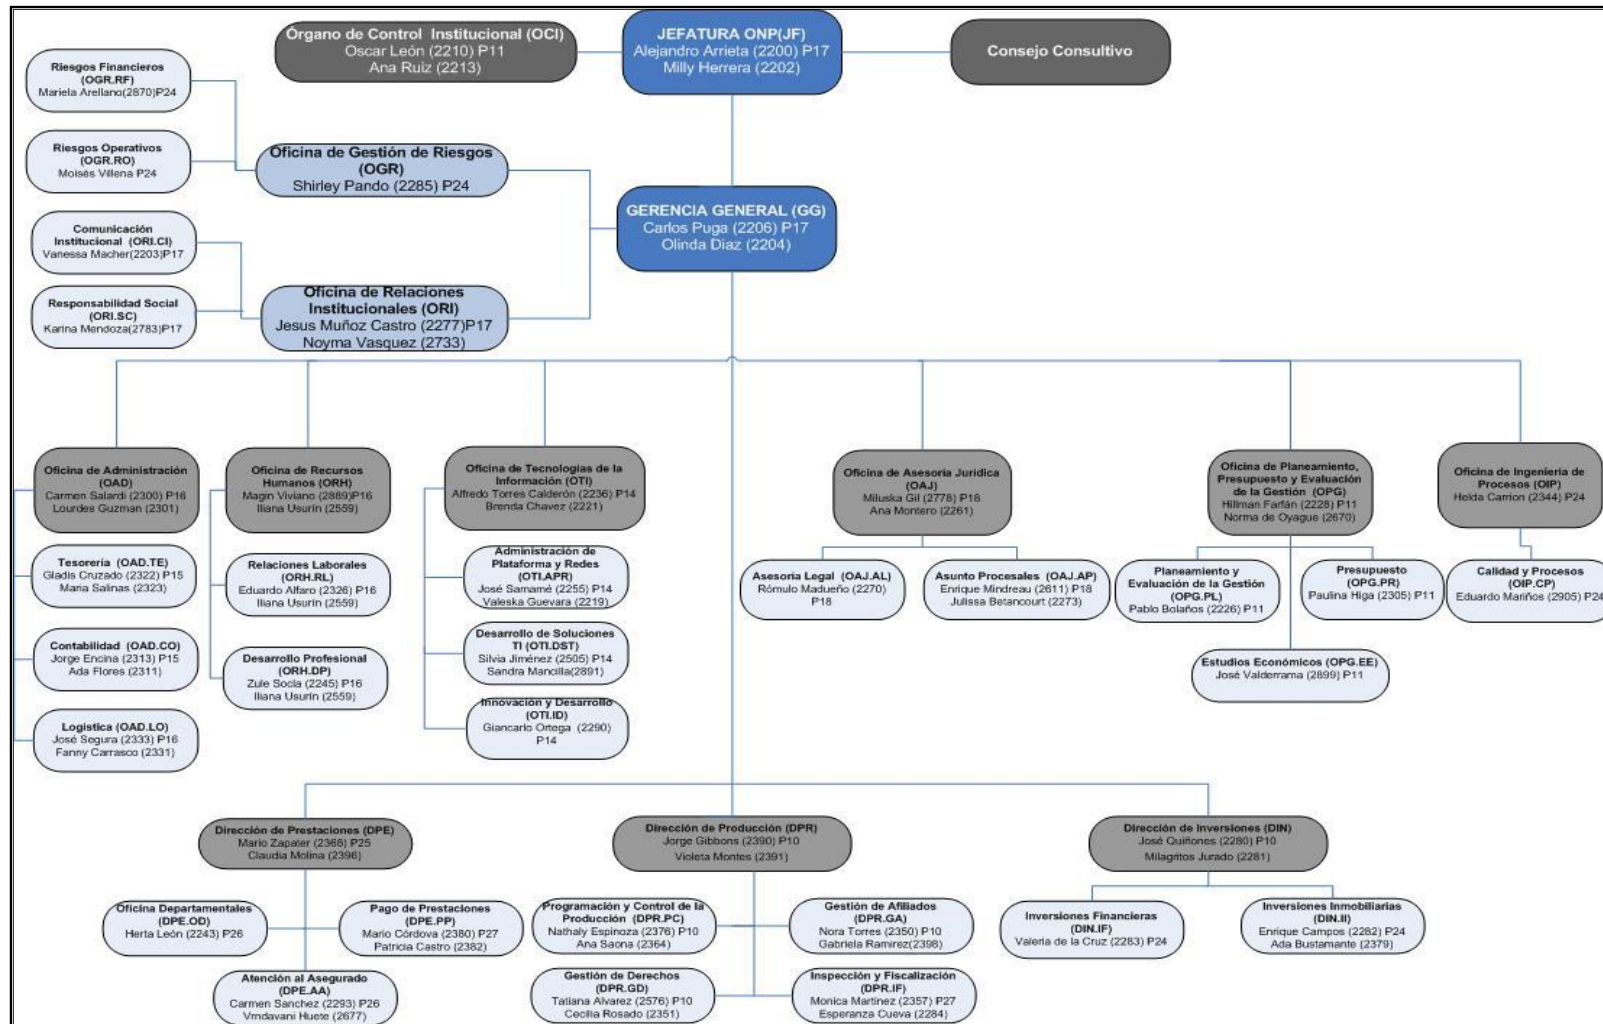 Órgano de Control Institucional (OCI)
Oscar León (2210) P11
Ana Ruiz (2213)
JEFATURA ONP(JF)
Alejandro Arrieta (2200) P17
Milly Herrera (2202)
Consejo Consultivo
Riesgos Financieros
(OGR.RF)
Mariela Arellano(2870)P24
Riesgos Operativos
(OGR.RO)
Moisés Villena P24
Oficina de Gestión de Riesgos
(OGR)
Shirley Pando (2285) P24
GERENCIA GENERAL (GG)
Carlos Puga (2206) P17
Olinda Diaz (2204)
Comunicación
Institucional (ORI.CI)
Vanessa Macher(2203)P17
Responsabilidad Social
(ORI.SC)
Karina Mendoza(2783)P17
Oficina de Relaciones
Institucionales (ORI)
Jesus Muñoz Castro (2277)P17
Noyma Vasquez (2733)
Oficina de Administración
(OAD)
Carmen Salardi (2300) P16
Lourdes Guzman (2301)
Oficina de Recursos
Humanos (ORH)
Magin Viviano (2889)P16
Iliana Usurín (2559)
Oficina de Tecnologías de la
Información (OTI)
Alfredo Torres Calderón (2236) P14
Brenda Chavez (2221)
Oficina de Asesoría Jurídica
(OAJ)
Miluska Gil (2778) P18
Ana Montero (2261)
Oficina de Planeamiento,
Presupuesto y Evaluación
de la Gestión (OPG)
Hillman Farfán (2228) P11
Norma de Oyague (2670)
Oficina de Ingeniería de
Procesos (OIP)
Helda Carrion (2344) P24
Tesorería (OAD.TE)
Gladis Cruzado (2322) P15
Maria Salinas (2323)
Relaciones Laborales
(ORH.RL)
Eduardo Alfaro (2326) P16
Iliana Usurín (2559)
Administración de
Plataforma y Redes
(OTI.APR)
José Samamé (2255) P14
Valeska Guevara (2219)
Asesoría Legal (OAJ.AL)
Rómulo Madueño (2270)
P18
Asunto Procesales (OAJ.AP)
Enrique Mindreau (2611) P18
Julissa Betancourt (2273)
Planeamiento y
Evaluación de la Gestión
(OPG.PL)
Pablo Bolaños (2226) P11
Presupuesto
(OPG.PR)
Paulina Higa (2305) P11
Calidad y Procesos
(OIP.CP)
Eduardo Mariños (2905) P24
Contabilidad (OAD.CO)
Jorge Encina (2313) P15
Ada Flores (2311)
Desarrollo Profesional
(ORH.DP)
Zule Socla (2245) P16
Iliana Usurín (2559)
Desarrollo de Soluciones
TI (OTI.DST)
Silvia Jiménez (2505) P14
Sandra Mancilla(2891)
Estudios Económicos (OPG.EE)
José Valderrama (2899) P11
Logística (OAD.LO)
José Segura (2333) P16
Fanny Carrasco (2331)
Innovación y Desarrollo
(OTI.ID)
Giancarlo Ortega (2290)
P14
Dirección de Prestaciones (DPE)
Mario Zapater (2368) P25
Claudia Molina (2396)
Dirección de Producción (DPR)
Jorge Gibbons (2390) P10
Violeta Montes (2391)
Dirección de Inversiones (DIN)
José Quiñones (2280) P10
Milagritos Jurado (2281)
Oficina Departamentales
(DPE.OD)
Herta León (2243) P26
Pago de Prestaciones
(DPE.PP)
Mario Córdova (2380) P27
Patricia Castro (2382)
Programación y Control de la
Producción (DPR.PC)
Nathaly Espinoza (2376) P10
Ana Saona (2364)
Gestión de Afiliados
(DPR.GA)
Nora Torres (2350) P10
Gabriela Ramirez(2398)
Inversiones Financieras
(DIN.IF)
Valeria de la Cruz (2283) P24
Inversiones Inmobiliarias
(DIN.II)
Enrique Campos (2282) P24
Ada Bustamante (2379)
Atención al Asegurado
(DPE.AA)
Carmen Sanchez (2293) P26
Vrndavani Huete (2677)
Gestión de Derechos
(DPR.GD)
Tatiana Alvarez (2576) P10
Cecilia Rosado (2351)
Inspección y Fiscalización
(DPR.IF)
Monica Martínez (2357) P27
Esperanza Cueva (2284)